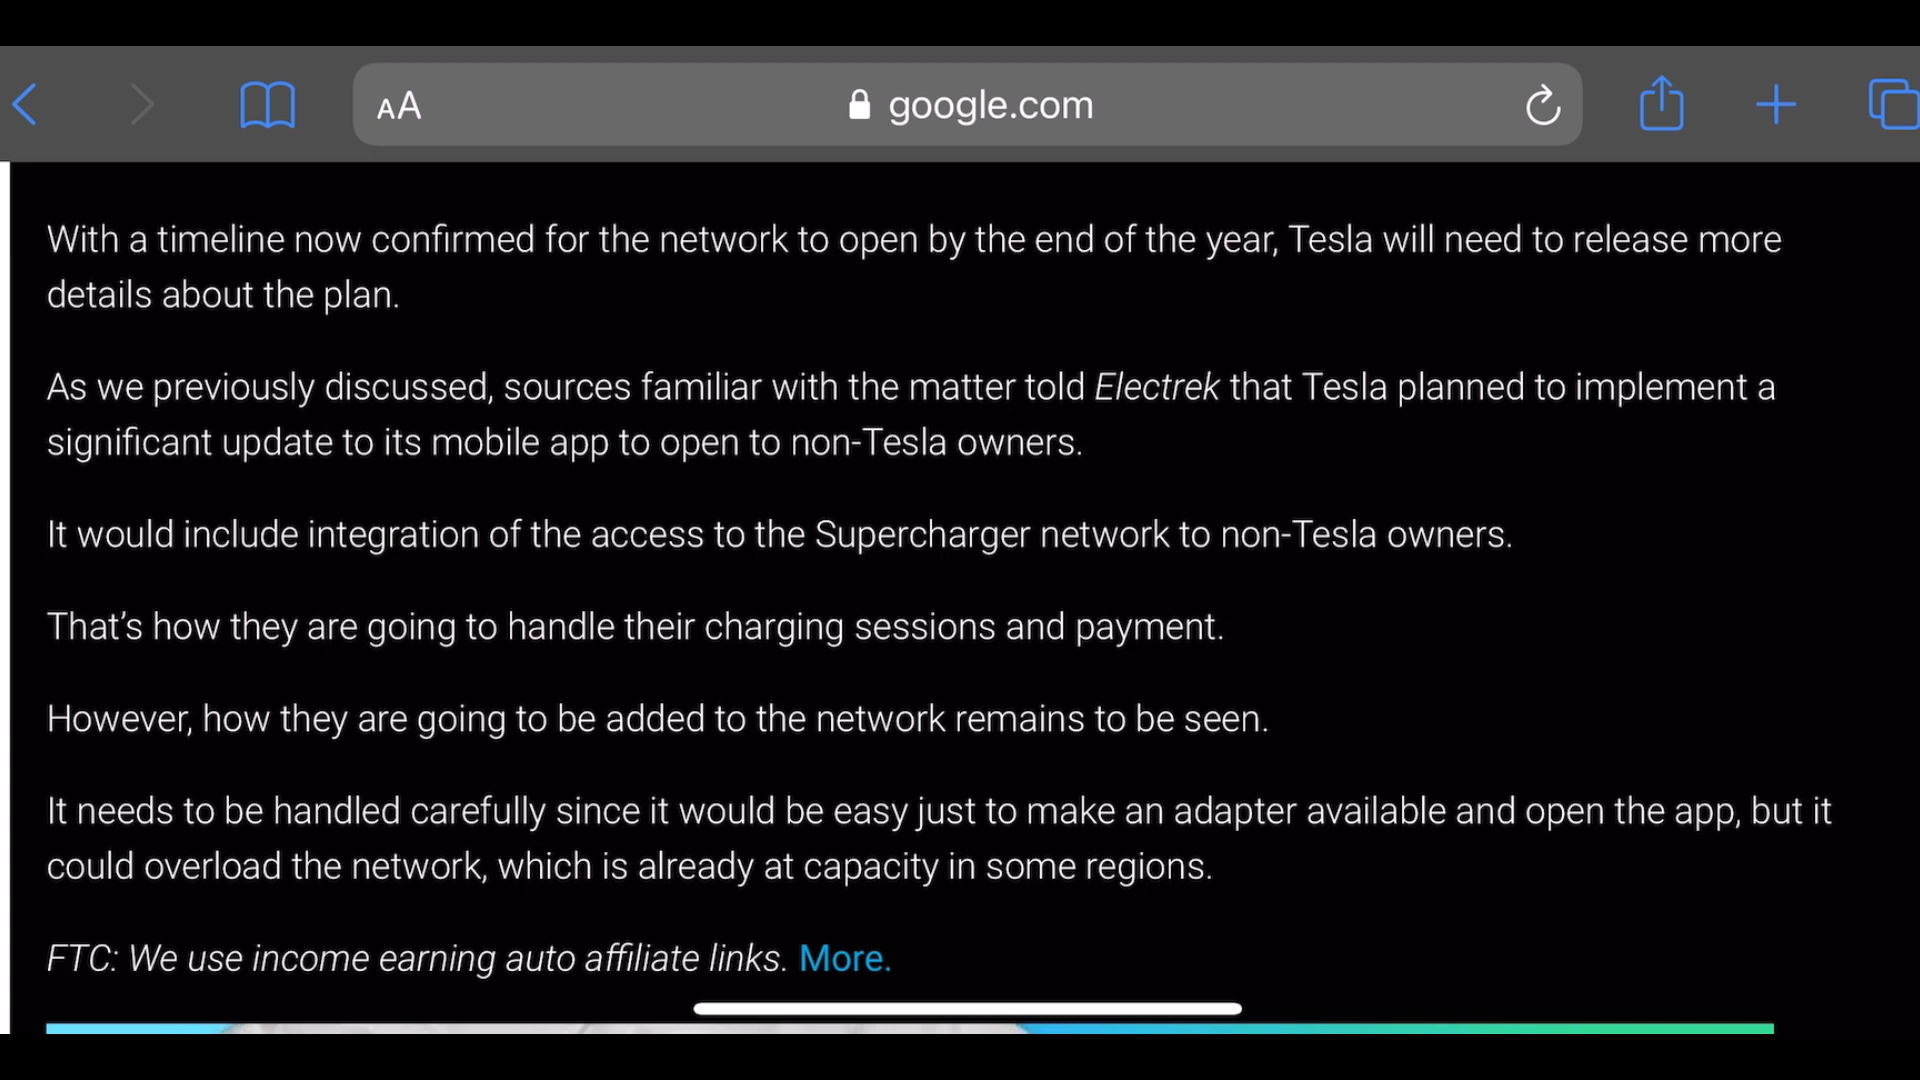 AA
google.com
With a timeline now confirmed for the network to open by the end of the year, Tesla will need to release more
details about the plan.
As we previously discussed, sources familiar with the matter told Electrek that Tesla planned to implement a
significant update to its mobile app to open to non-Tesla owners.
It would include integration of the access to the Supercharger network to non-Tesla owners.
That’s how they are going to handle their charging sessions and payment.
However, how they are going to be added to the network remains to be seen.
It needs to be handled carefully since it would be easy just to make an adapter available and open the app, but it
could overload the network, which is already at capacity in some regions.
FTC: We use income earning auto affiliate links. More.